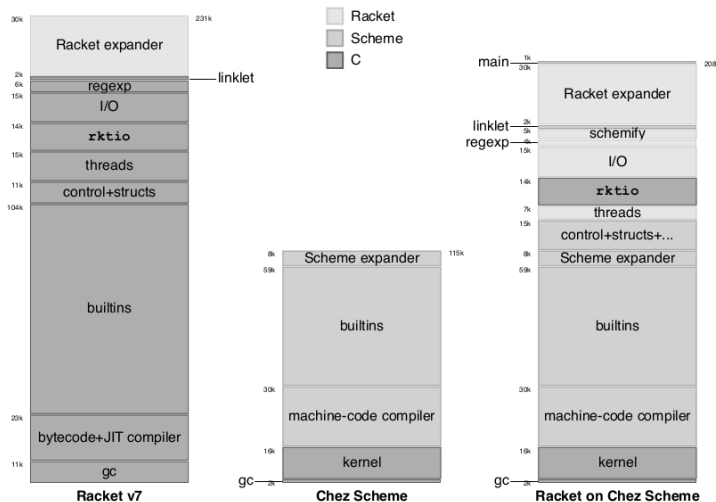 Racket
Scheme
C
30k
231k
Racket expander
2k
linklet
6k
regexp
15k
I/O
14k
rktio
15k
threads
11k
control+structs
104k
builtins
23k
bytecode+JIT compiler
11k
gc
Racket v7
8k
115k
Scheme expander
59k
builtins
30k
machine-code compiler
16k
kernel
gc
2k
Chez Scheme
main
1k
208
30k
Racket expander
linklet
2k
5k
schemify
regexp
15k
I/O
14k
rktio
7k
threads
15k
control+structs+...
8k
Scheme expander
59k
builtins
30k
machine-code compiler
16k
kernel
gc
2k
Racket on Chez Scheme